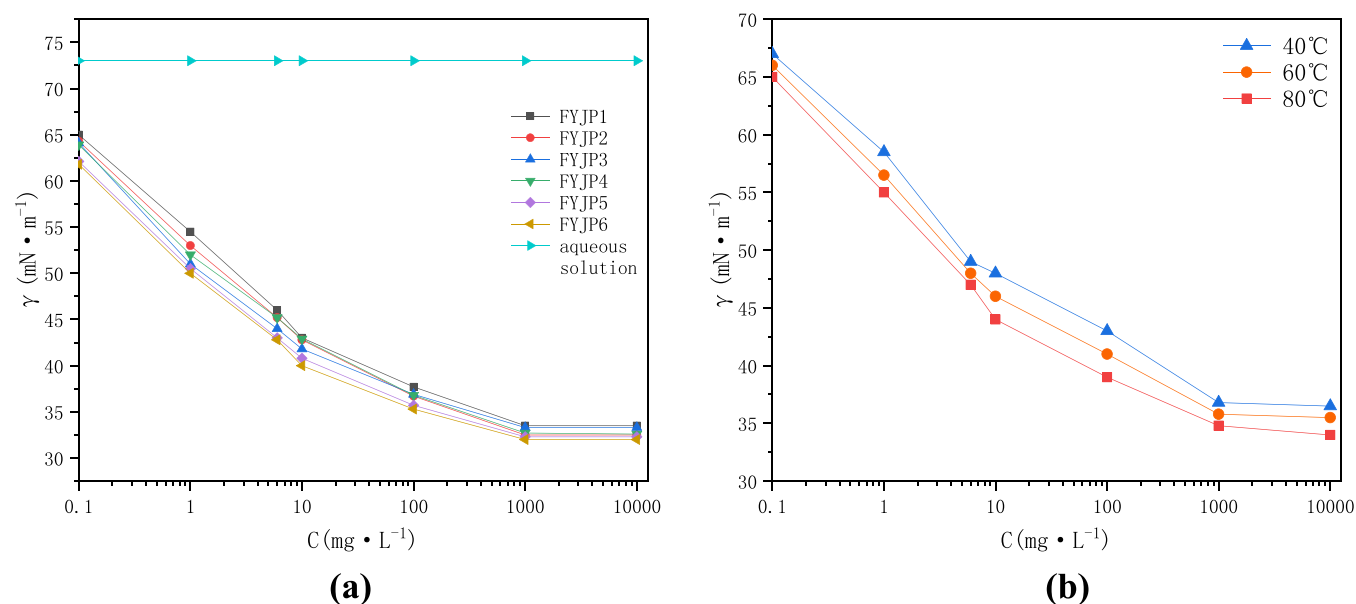 75
70
65
60
55
50
45
40
35
30
γ (mN·m⁻¹)
0.1
1
10
100
1000
10000
C(mg·L⁻¹)
FYJP1
FYJP2
FYJP3
FYJP4
FYJP5
FYJP6
aqueous
solution
(a)
70
65
60
55
50
45
40
35
30
γ (mN·m⁻¹)
0.1
1
10
100
1000
10000
C(mg·L⁻¹)
40℃
60℃
80℃
(b)